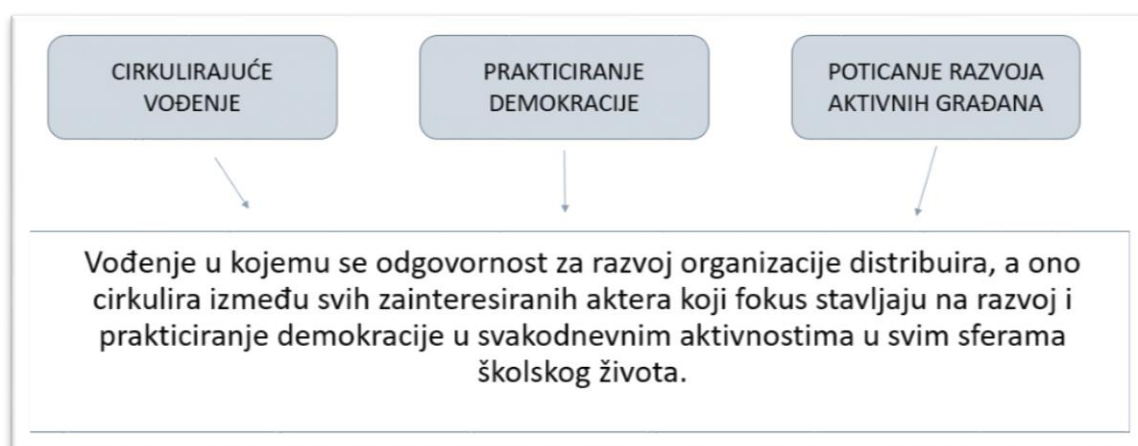 CIRKULIRAJUĆE
VOĐENJE
PRAKTICIRANJE
DEMOKRACIJE
POTICANJE RAZVOJA
AKTIVNIH GRAĐANA
Vođenje u kojemu se odgovornost za razvoj organizacije distribuira, a ono
cirkulira između svih zainteresiranih aktera koji fokus stavljaju na razvoj i
prakticiranje demokracije u svakodnevnim aktivnostima u svim sferama
školskog života.